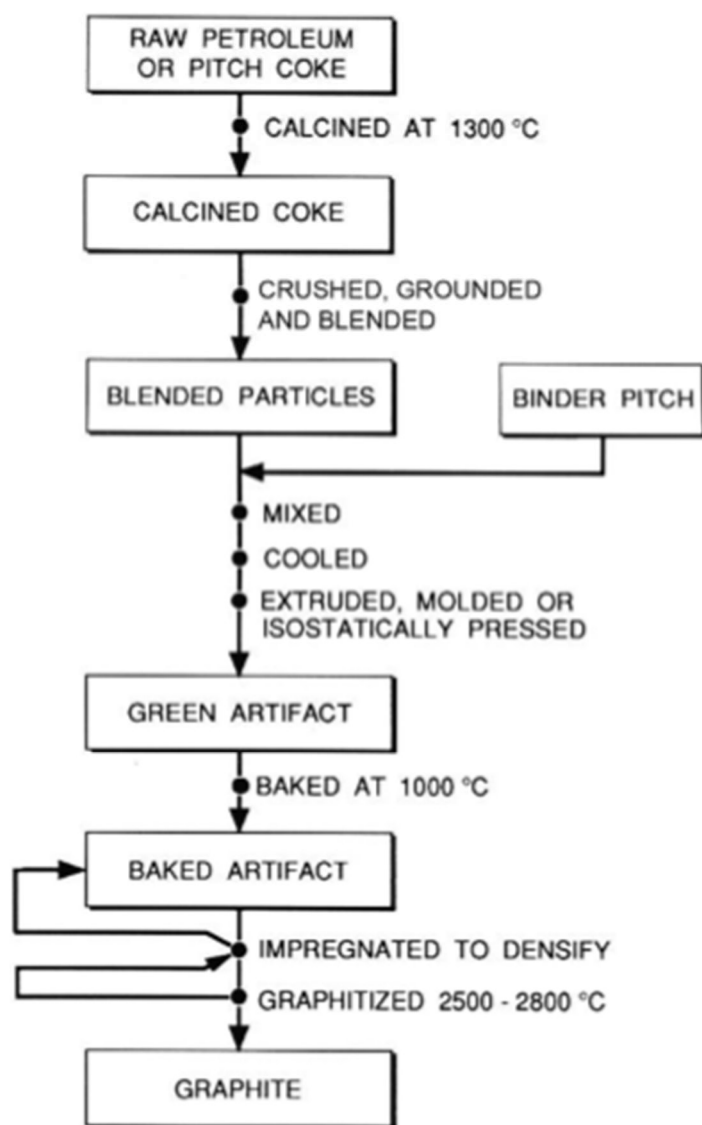 RAW PETROLEUM
OR PITCH COKE
CALCINED AT 1300 °C
CALCINED COKE
CRUSHED, GROUNDED
AND BLENDED
BLENDED PARTICLES
BINDER PITCH
MIXED
COOLED
EXTRUDED, MOLDED OR
ISOSTATICALLY PRESSED
GREEN ARTIFACT
BAKED AT 1000 °C
BAKED ARTIFACT
IMPREGNATED TO DENSIFY
GRAPHITIZED 2500 - 2800 °C
GRAPHITE